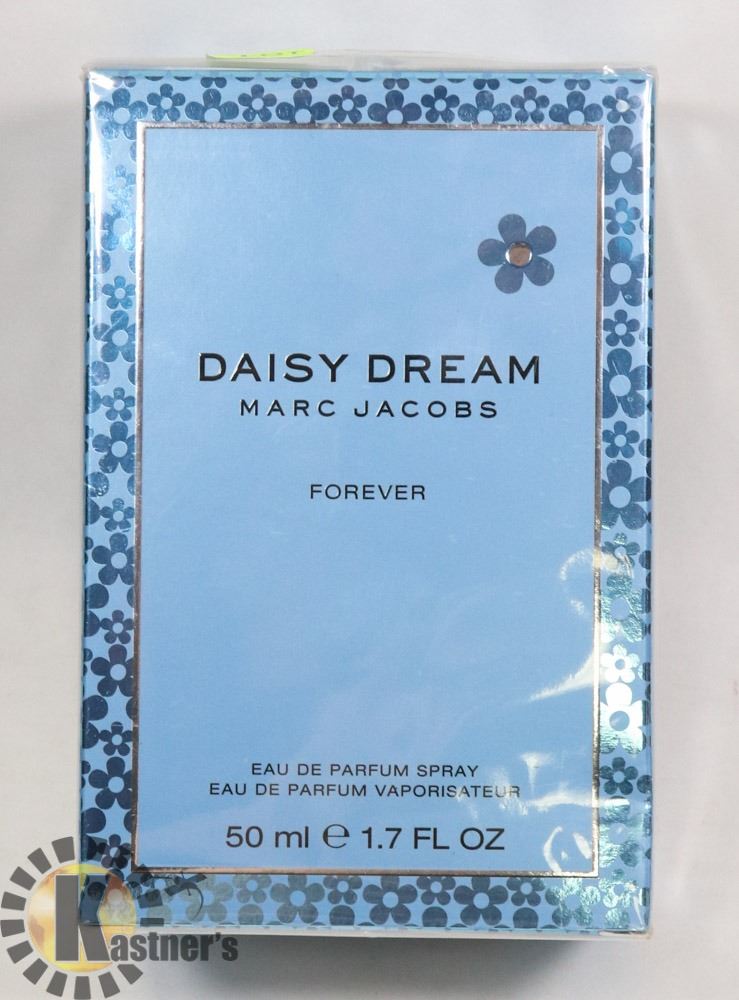 DAISY DREAM
MARC JACOBS
FOREVER
EAU DE PARFUM SPRAY
EAU DE PARFUM VAPORISATEUR
50 ml ℮ 1.7 FL OZ
Kastner's